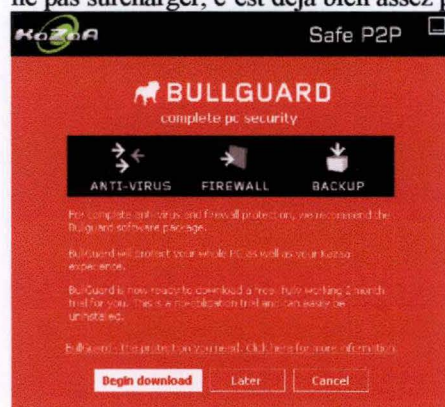 ne pas surcharger, c'est déjà bien assez p
KaZaA Safe P2P
BULLGUARD
complete pc security
ANTI-VIRUS FIREWALL BACKUP
For complete anti-virus and firewall protection, we recommend the
Bullguard software package.
BullGuard will protect your whole PC as well as your Kazaa
experience.
BullGuard is now ready to download a free, fully working 2 month
trial for you. This is a no-obligation trial and can easily be
uninstalled.
BullGuard - the protection you need. Click here for more information.
Begin download Later Cancel